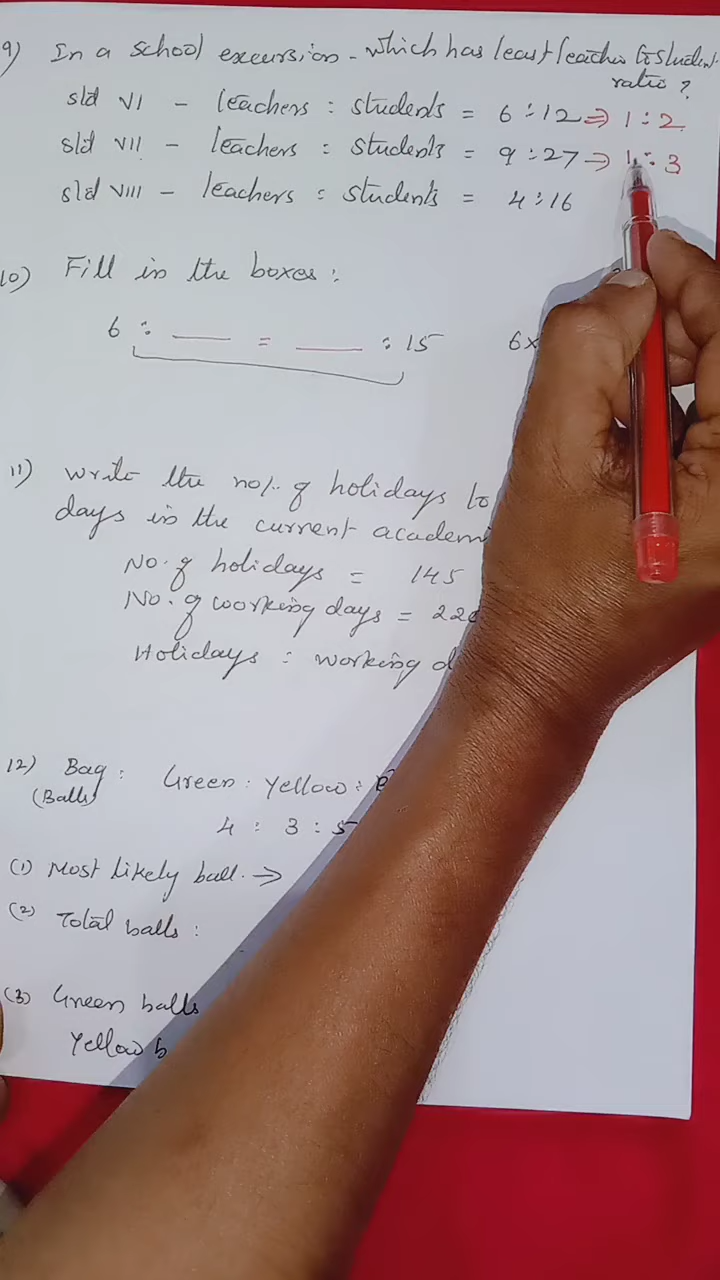 9) In a school excursion - which has least teacher to student
ratio ?
std VI - teachers : students = 6 : 12 ⇒ 1 : 2
std VII - teachers : students = 9 : 27 ⇒ 1 : 3
std VIII - teachers : students = 4 : 16
10) Fill in the boxes :
6 : ___ = ___ : 15 6×
11) Write the no/. of holidays to
days in the current academ
No. of holidays = 145
No. of working days = 220
Holidays : working d
12) Bag : Green : Yellow :
(Balls)
4 : 3 : 5
(1) Most likely ball. →
(2) Total balls :
(3) Green balls
Yellow b